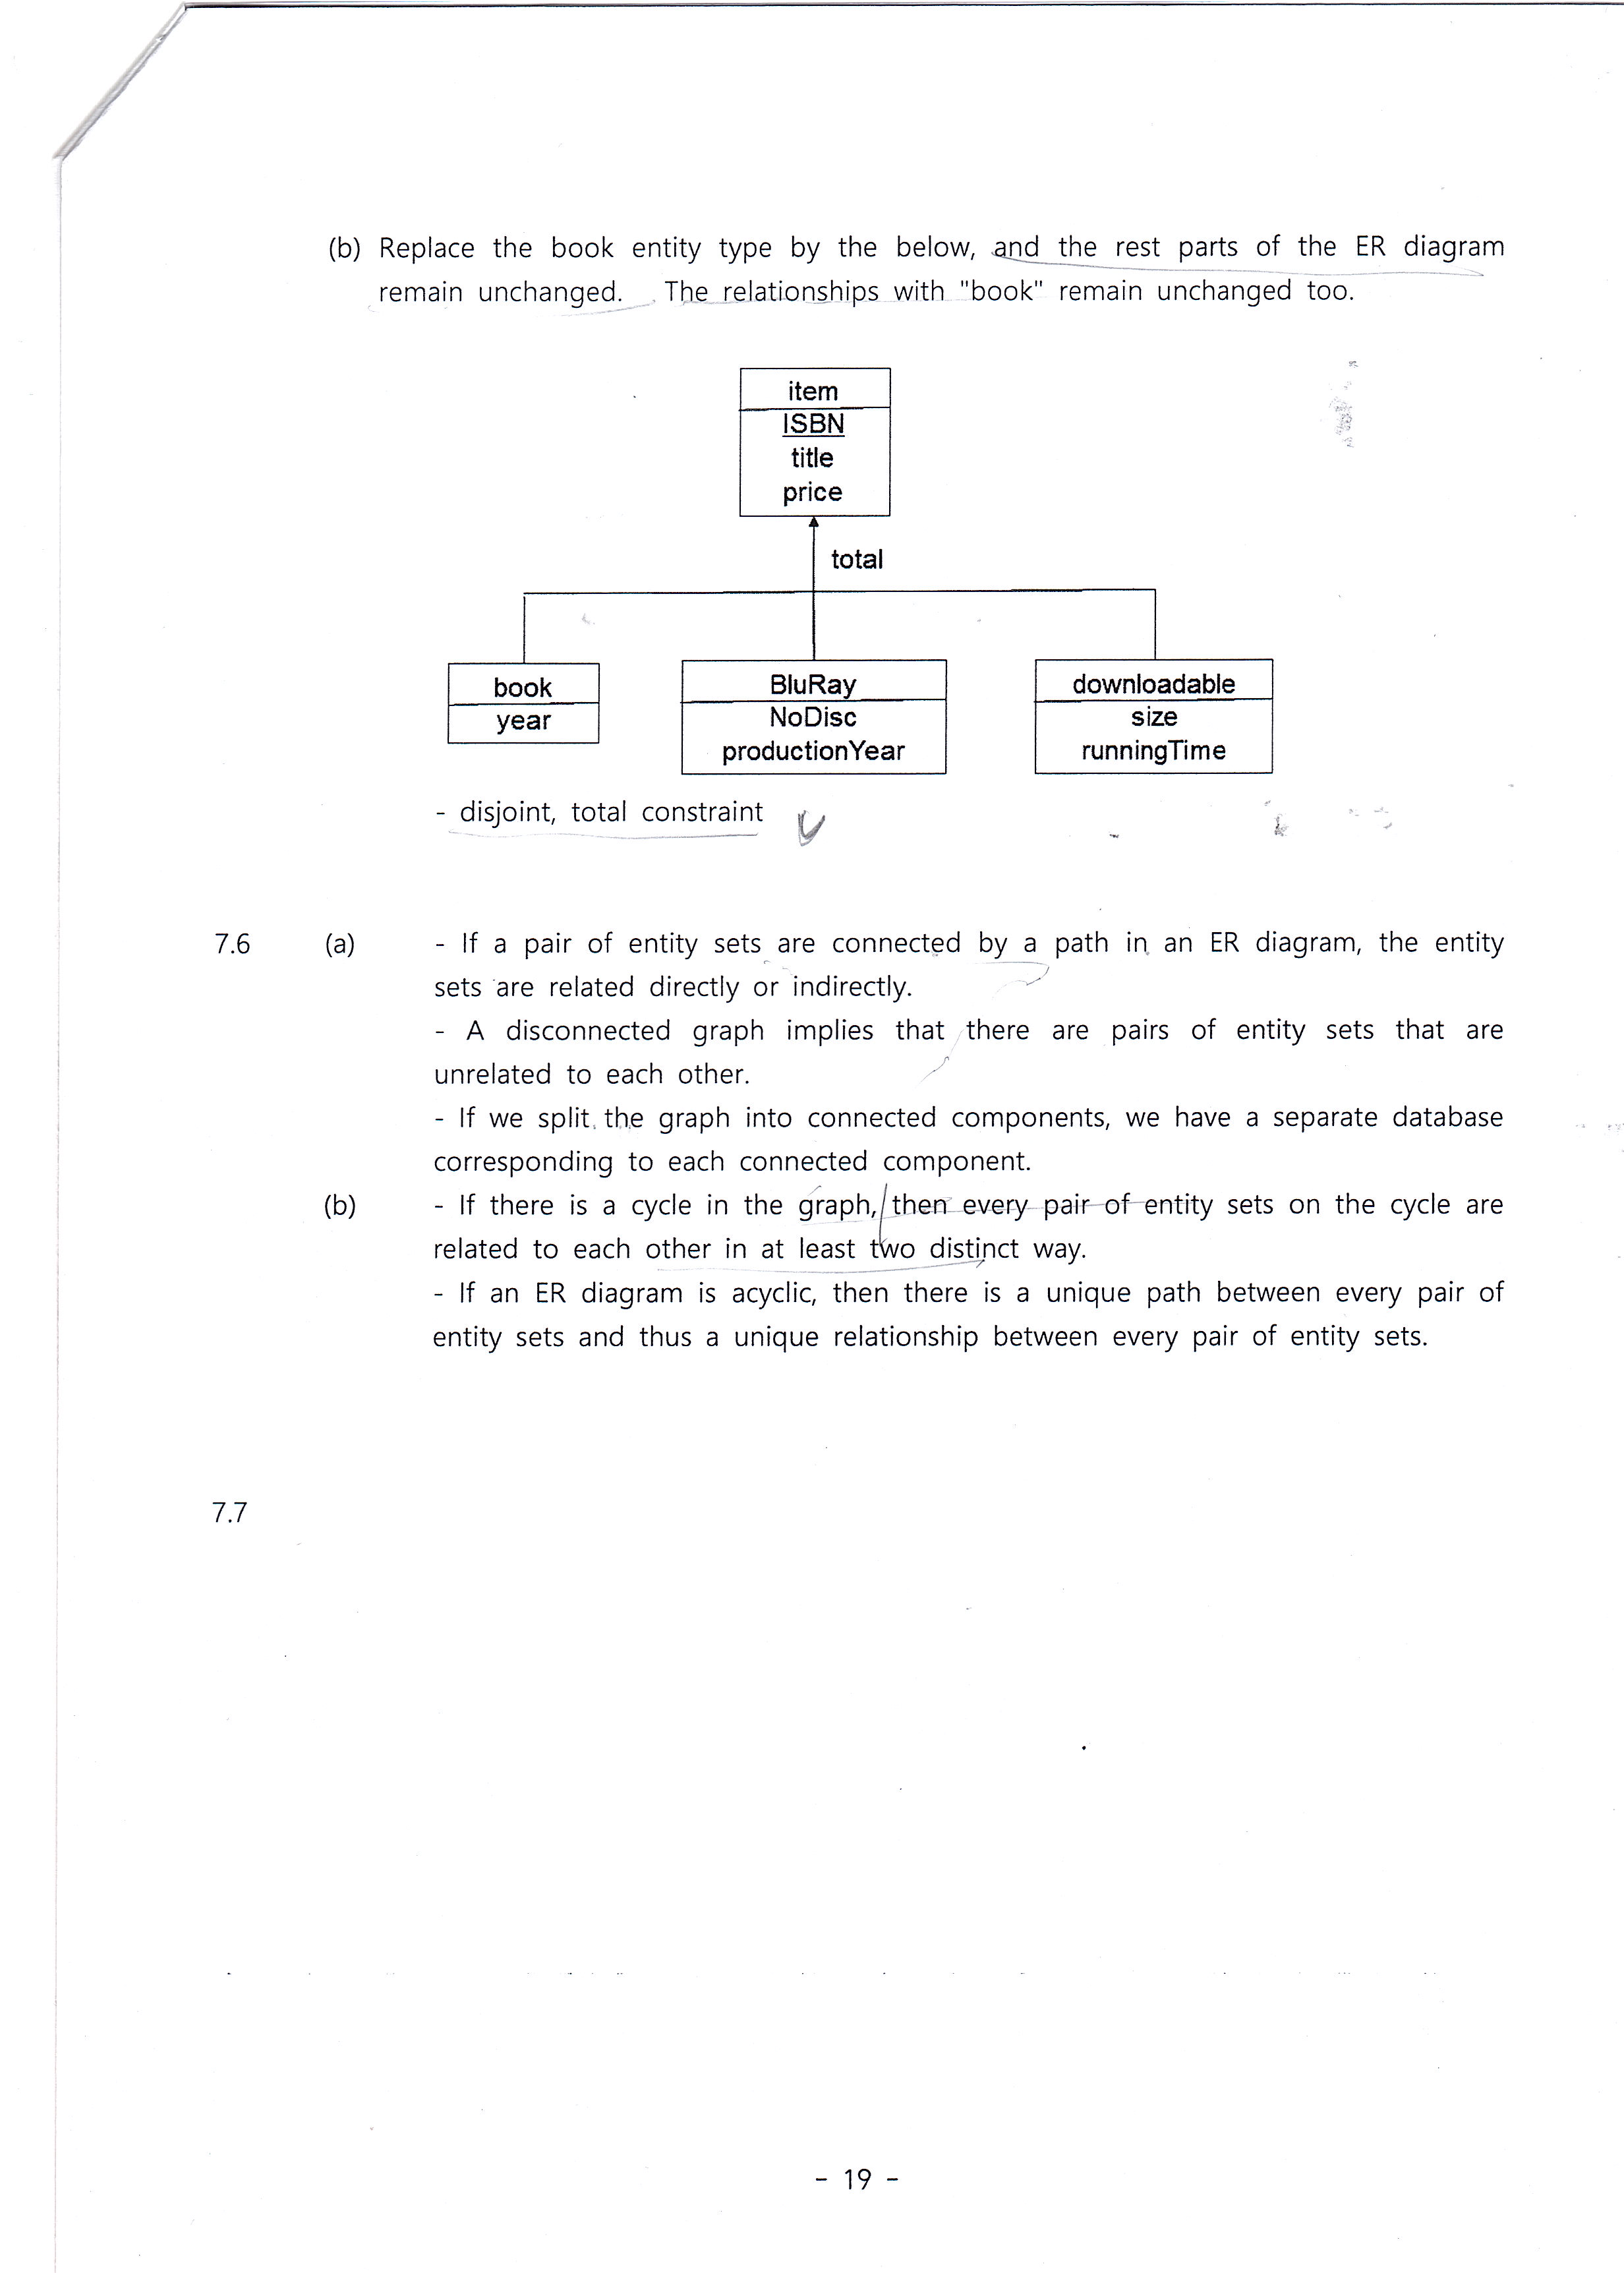 (b) Replace the book entity type by the below, and the rest parts of the ER diagram
remain unchanged. The relationships with "book" remain unchanged too.
item
ISBN
title
price
total
book
year
BluRay
NoDisc
productionYear
downloadable
size
runningTime
- disjoint, total constraint
7.6 (a) - If a pair of entity sets are connected by a path in an ER diagram, the entity
sets are related directly or indirectly.
- A disconnected graph implies that there are pairs of entity sets that are
unrelated to each other.
- If we split the graph into connected components, we have a separate database
corresponding to each connected component.
(b) - If there is a cycle in the graph, then every pair of entity sets on the cycle are
related to each other in at least two distinct way.
- If an ER diagram is acyclic, then there is a unique path between every pair of
entity sets and thus a unique relationship between every pair of entity sets.
7.7
- 19 -